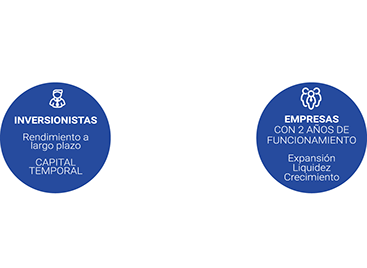 INVERSIONISTAS
Rendimiento a
largo plazo
CAPITAL
TEMPORAL
EMPRESAS
CON 2 AÑOS DE
FUNCIONAMIENTO
Expansión
Liquidez
Crecimiento